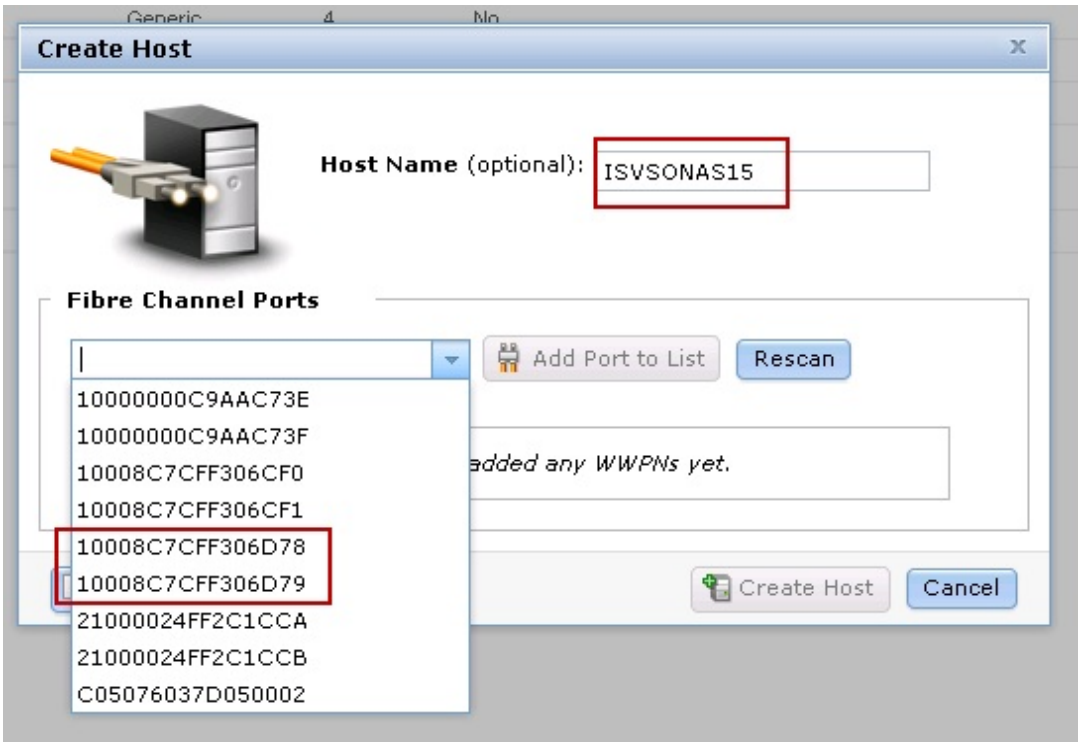 Generic 4 No
Create Host x
Host Name (optional): ISVSONAS15
Fibre Channel Ports
Add Port to List Rescan
10000000C9AAC73E
10000000C9AAC73F
10008C7CFF306CF0
added any WWPNs yet.
10008C7CFF306CF1
10008C7CFF306D78
10008C7CFF306D79
Create Host Cancel
21000024FF2C1CCA
21000024FF2C1CCB
C05076037D050002